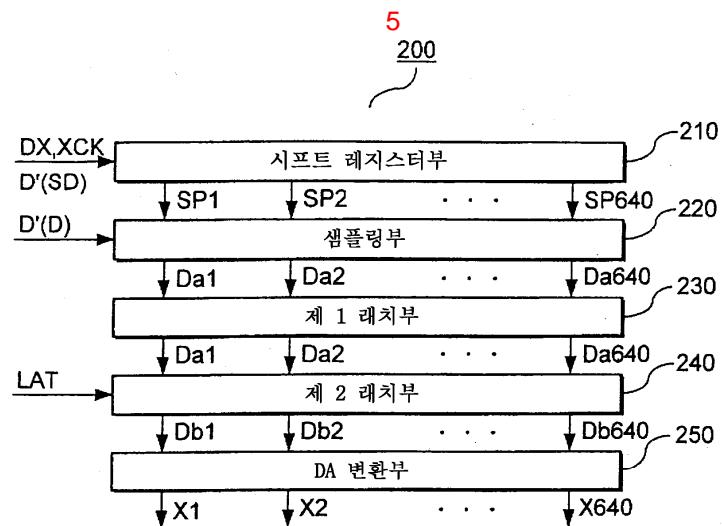 5
200
DX,XCK
시프트 레지스터부
210
D'(SD)
SP1 SP2 · · · SP640
220
D'(D)
샘플링부
Da1 Da2 · · · Da640
230
제 1 래치부
Da1 Da2 · · · Da640
240
LAT
제 2 래치부
Db1 Db2 · · · Db640
250
DA 변환부
X1 X2 · · · X640